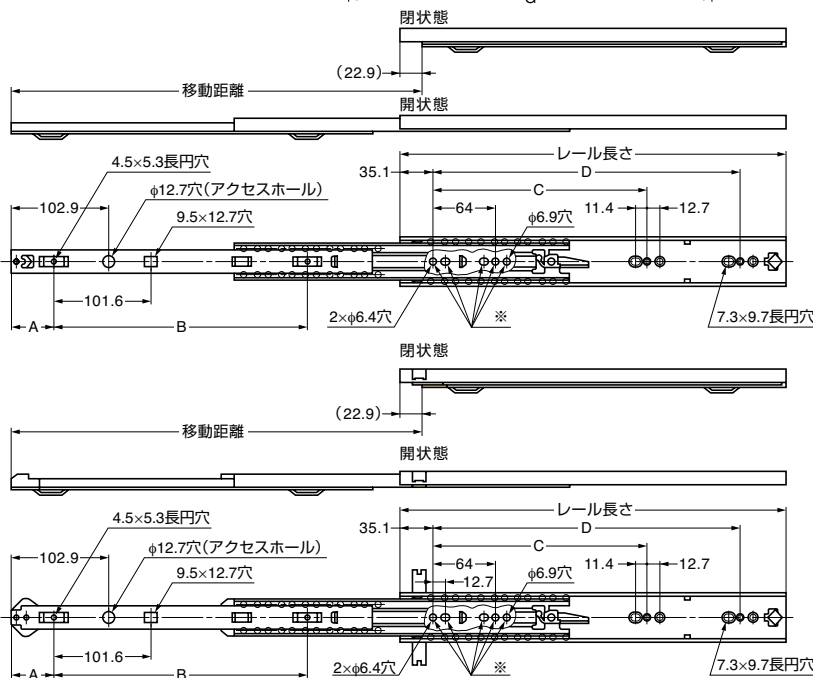 閉状態
(22.9)
移動距離
開状態
レール長さ
4.5×5.3長円穴
35.1
D
C
102.9
φ12.7穴(アクセスホール)
64
φ6.9穴
11.4
12.7
9.5×12.7穴
101.6
2×φ6.4穴
※
7.3×9.7長円穴
A
B
閉状態
(22.9)
移動距離
開状態
レール長さ
4.5×5.3長円穴
35.1
D
C
102.9
φ12.7穴(アクセスホール)
64
φ6.9穴
11.4
12.7
9.5×12.7穴
12.7
101.6
2×φ6.4穴
※
7.3×9.7長円穴
A
B